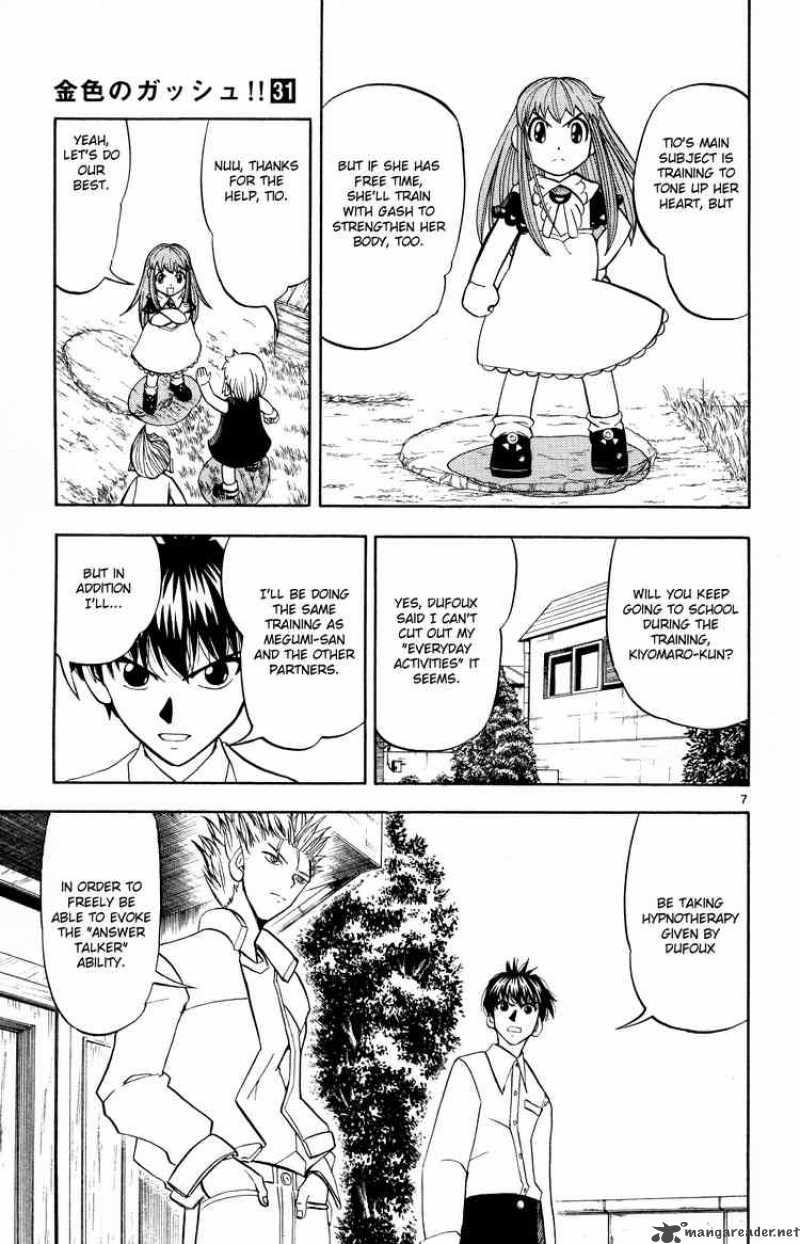 金色のガッシュ!! 31
TIO'S MAIN
SUBJECT IS
TRAINING TO
TONE UP HER
HEART, BUT
BUT IF SHE HAS
FREE TIME,
SHE'LL TRAIN
WITH GASH TO
STRENGTHEN HER
BODY, TOO.
NUU, THANKS
FOR THE
HELP, TIO.
YEAH,
LET'S DO
OUR
BEST.
WILL YOU KEEP
GOING TO SCHOOL
DURING THE
TRAINING,
KIYOMARO-KUN?
YES, DUFOUX
SAID I CAN'T
CUT OUT MY
"EVERYDAY
ACTIVITIES" IT
SEEMS.
I'LL BE DOING
THE SAME
TRAINING AS
MEGUMI-SAN
AND THE OTHER
PARTNERS.
BUT IN
ADDITION
I'LL...
7
BE TAKING
HYPNOTHERAPY
GIVEN BY
DUFOUX
IN ORDER TO
FREELY BE
ABLE TO EVOKE
THE "ANSWER
TALKER"
ABILITY.
mangareader.net